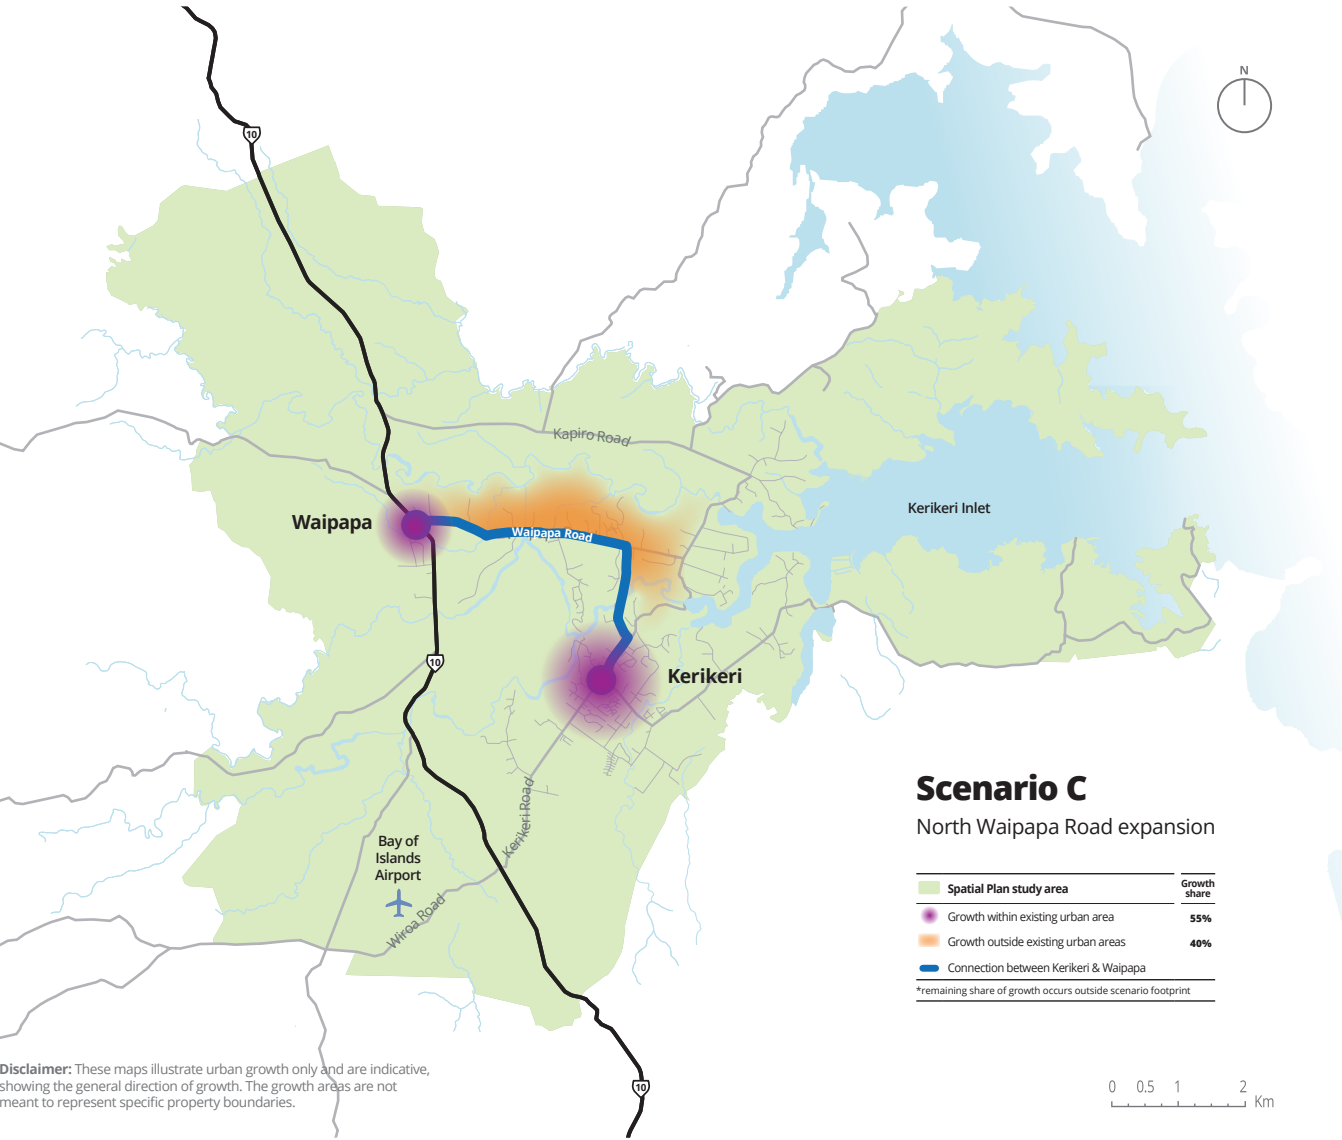 10
N
Kapiro Road
Waipapa
Waipapa Road
Kerikeri Inlet
10
Kerikeri
Kerikeri Road
Bay of
Islands
Airport
Wiroa Road
10
Scenario C
North Waipapa Road expansion
Growth
share
Spatial Plan study area
Growth within existing urban area 55%
Growth outside existing urban areas 40%
Connection between Kerikeri & Waipapa
*remaining share of growth occurs outside scenario footprint
Disclaimer: These maps illustrate urban growth only and are indicative,
showing the general direction of growth. The growth areas are not
meant to represent specific property boundaries.
0 0.5 1 2
Km